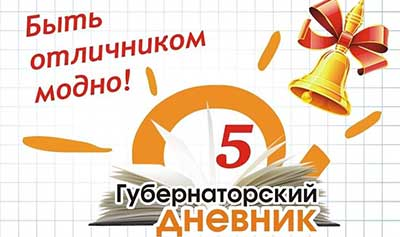 Быть
отличником
модно!
5
Губернаторский
дневник